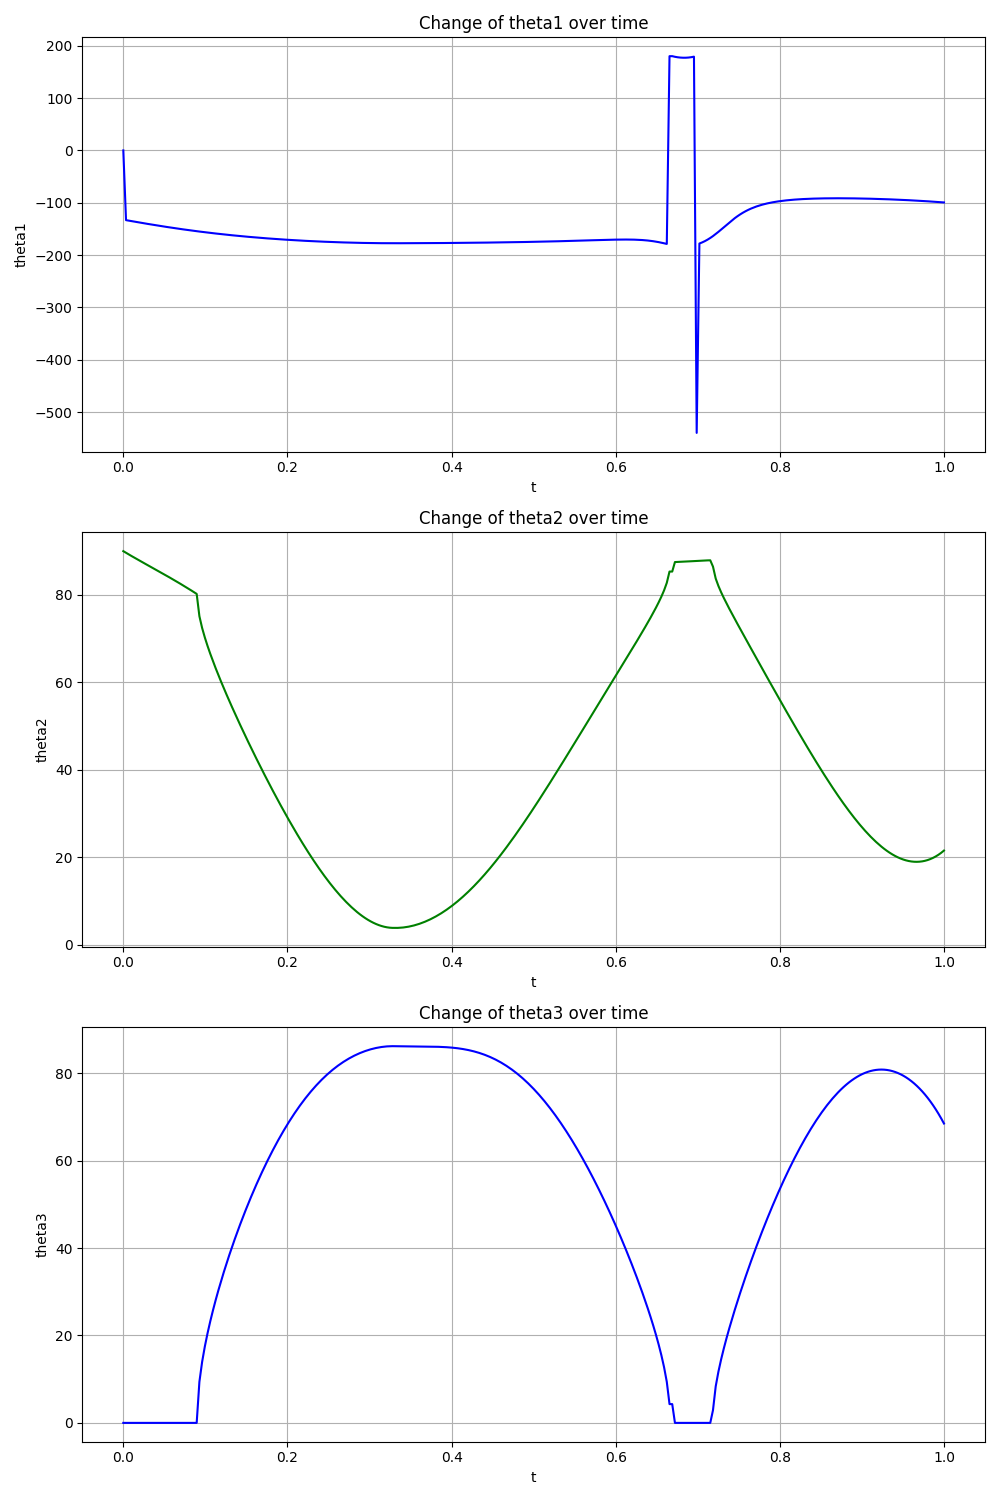 Change of theta1 over time
200
100
0
−100
−200
−300
−400
−500
theta1
0.0 0.2 0.4 0.6 0.8 1.0
t
Change of theta2 over time
80
60
40
20
0
theta2
0.0 0.2 0.4 0.6 0.8 1.0
t
Change of theta3 over time
80
60
40
20
0
theta3
0.0 0.2 0.4 0.6 0.8 1.0
t